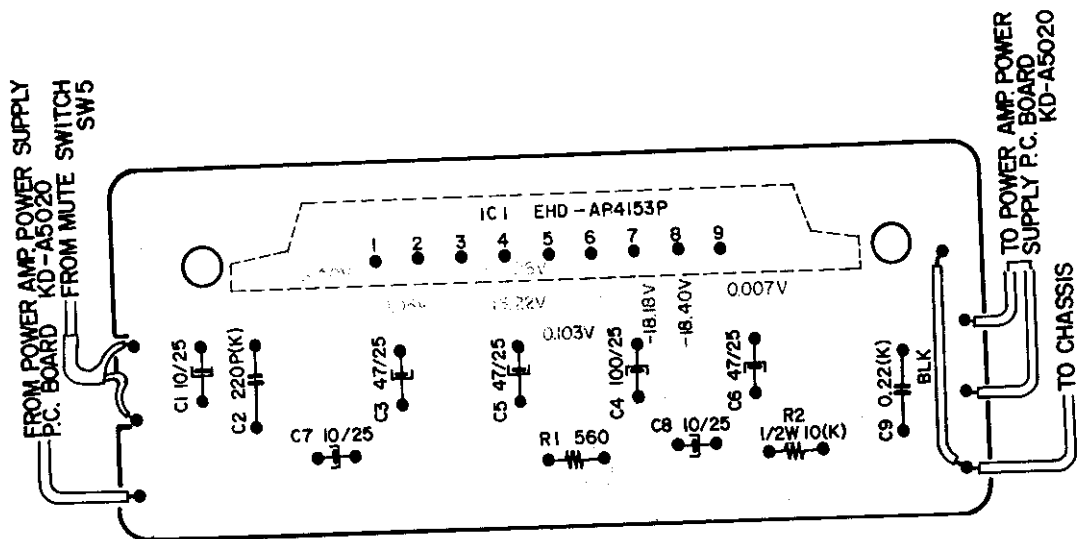 FROM POWER AMP. POWER SUPPLY
P.C. BOARD KD-A5020
FROM MUTE SWITCH
SW5
TO POWER AMP. POWER
SUPPLY P.C. BOARD
KD-A5020
TO CHASSIS
IC1 EHD-AR4153P
1 2 3 4 5 6 7 8 9
0.103V
-18.18V
-18.40V
0.007V
C1 10/25
C2 220P(K)
C3 47/25
C5 47/25
C4 100/25
C6 47/25
C9 0.22(K)
BLK
C7 10/25
R1 560
C8 10/25
R2
1/2W 10(K)